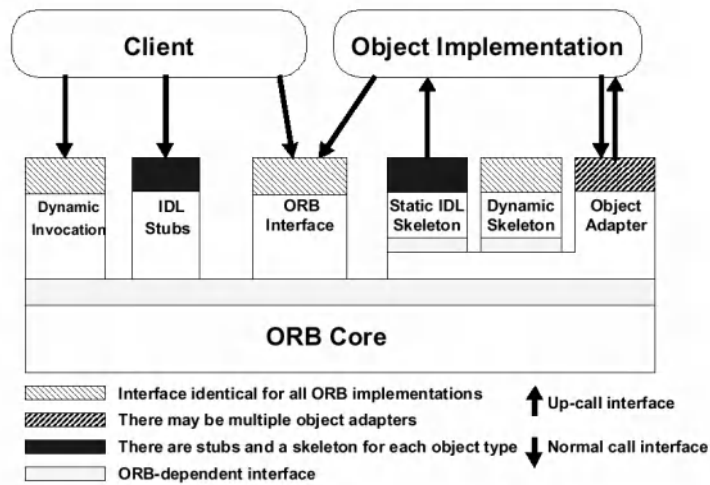 Client
Object Implementation
Dynamic
Invocation
IDL
Stubs
ORB
Interface
Static IDL
Skeleton
Dynamic
Skeleton
Object
Adapter
ORB Core
Interface identical for all ORB implementations
There may be multiple object adapters
There are stubs and a skeleton for each object type
ORB-dependent interface
Up-call interface
Normal call interface